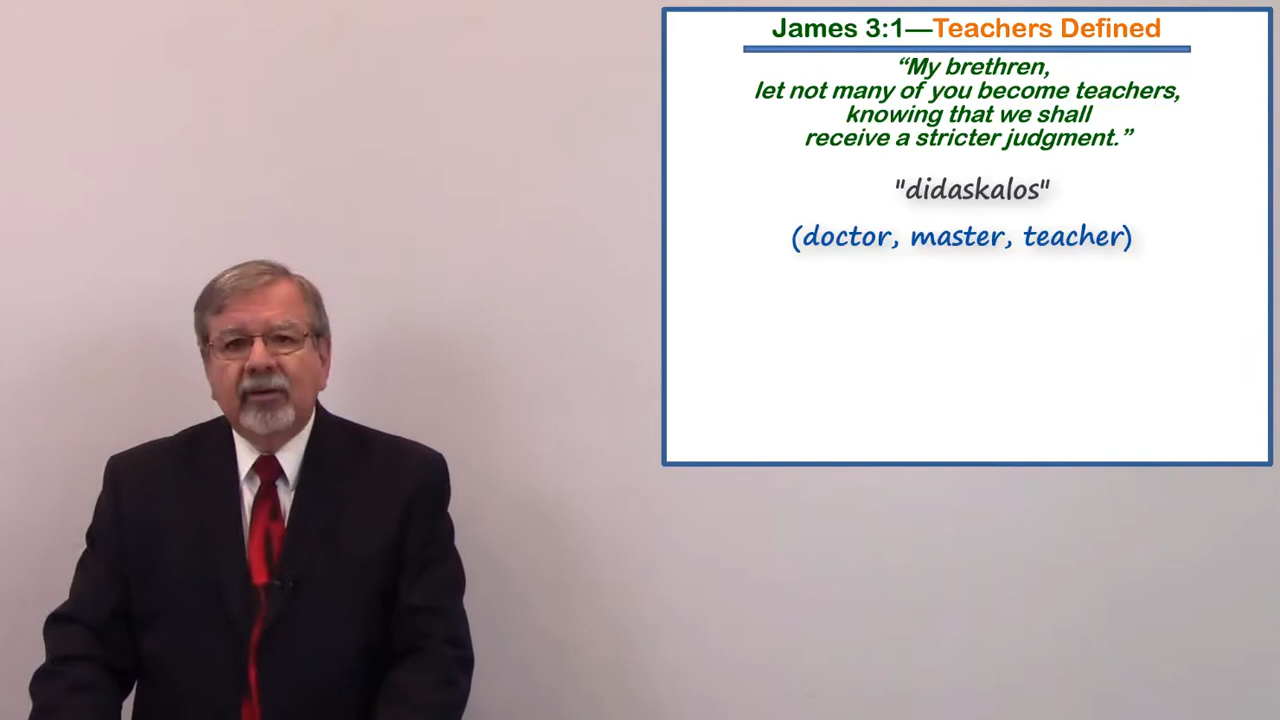 James 3:1—Teachers Defined
“My brethren,
let not many of you become teachers,
knowing that we shall
receive a stricter judgment.”
"didaskalos"
(doctor, master, teacher)